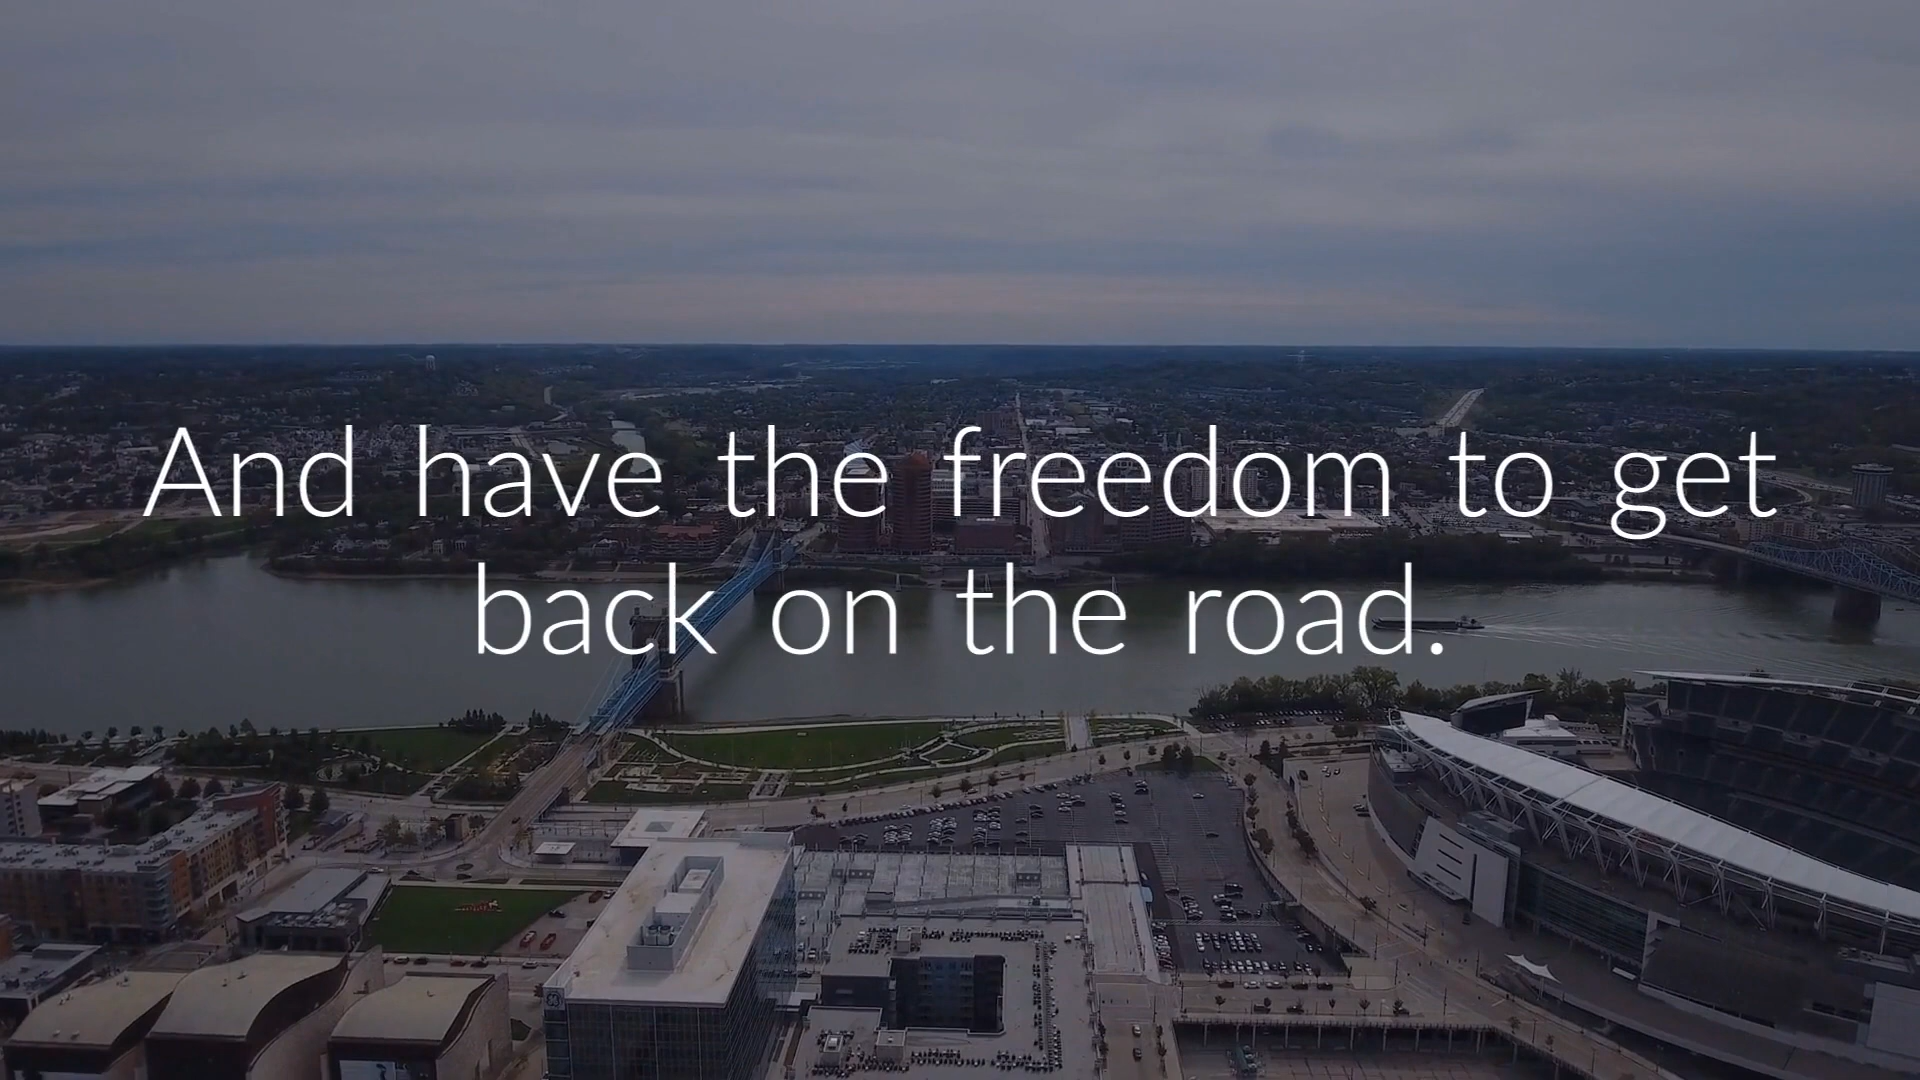 And have the freedom to get
back on the road.